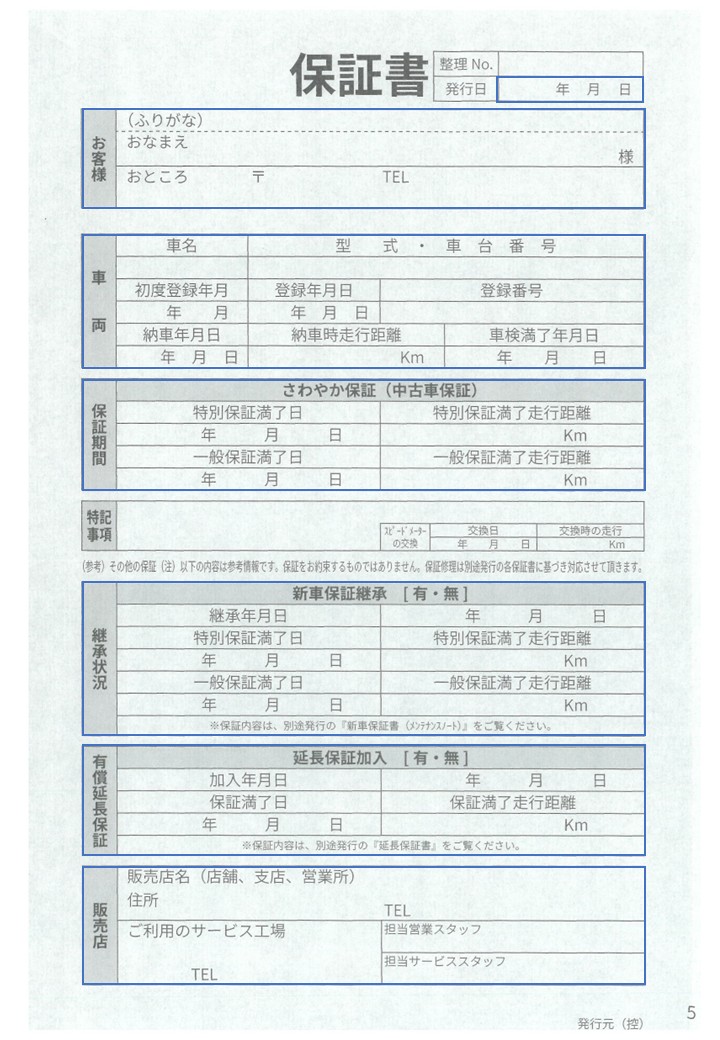 保証書
整理 No.
発行日 年 月 日
お客様
（ふりがな）
おなまえ
様
おところ 〒 TEL
車両
車名 型 式 ・ 車 台 番 号
初度登録年月 登録年月日 登録番号
年 月 年 月 日
納車年月日 納車時走行距離 車検満了年月日
年 月 日 Km 年 月 日
保証期間
さわやか保証（中古車保証）
特別保証満了日 特別保証満了走行距離
年 月 日 Km
一般保証満了日 一般保証満了走行距離
年 月 日 Km
特記事項
ｽﾋﾟｰﾄﾞﾒｰﾀｰの交換 交換日 交換時の走行
年 月 日 Km
（参考）その他の保証（注）以下の内容は参考情報です。保証をお約束するものではありません。保証修理は別途発行の各保証書に基づき対応させて頂きます。
継承状況
新車保証継承 [ 有・無 ]
継承年月日 年 月 日
特別保証満了日 特別保証満了走行距離
年 月 日 Km
一般保証満了日 一般保証満了走行距離
年 月 日 Km
※保証内容は、別途発行の『新車保証書（ﾒﾝﾃﾅﾝｽﾉｰﾄ）』をご覧ください。
有償延長保証
延長保証加入 [ 有・無 ]
加入年月日 年 月 日
保証満了日 保証満了走行距離
年 月 日 Km
※保証内容は、別途発行の『延長保証書』をご覧ください。
販売店
販売店名（店舗、支店、営業所）
住所
TEL
ご利用のサービス工場 担当営業スタッフ
担当サービススタッフ
TEL
5
発行元（控）